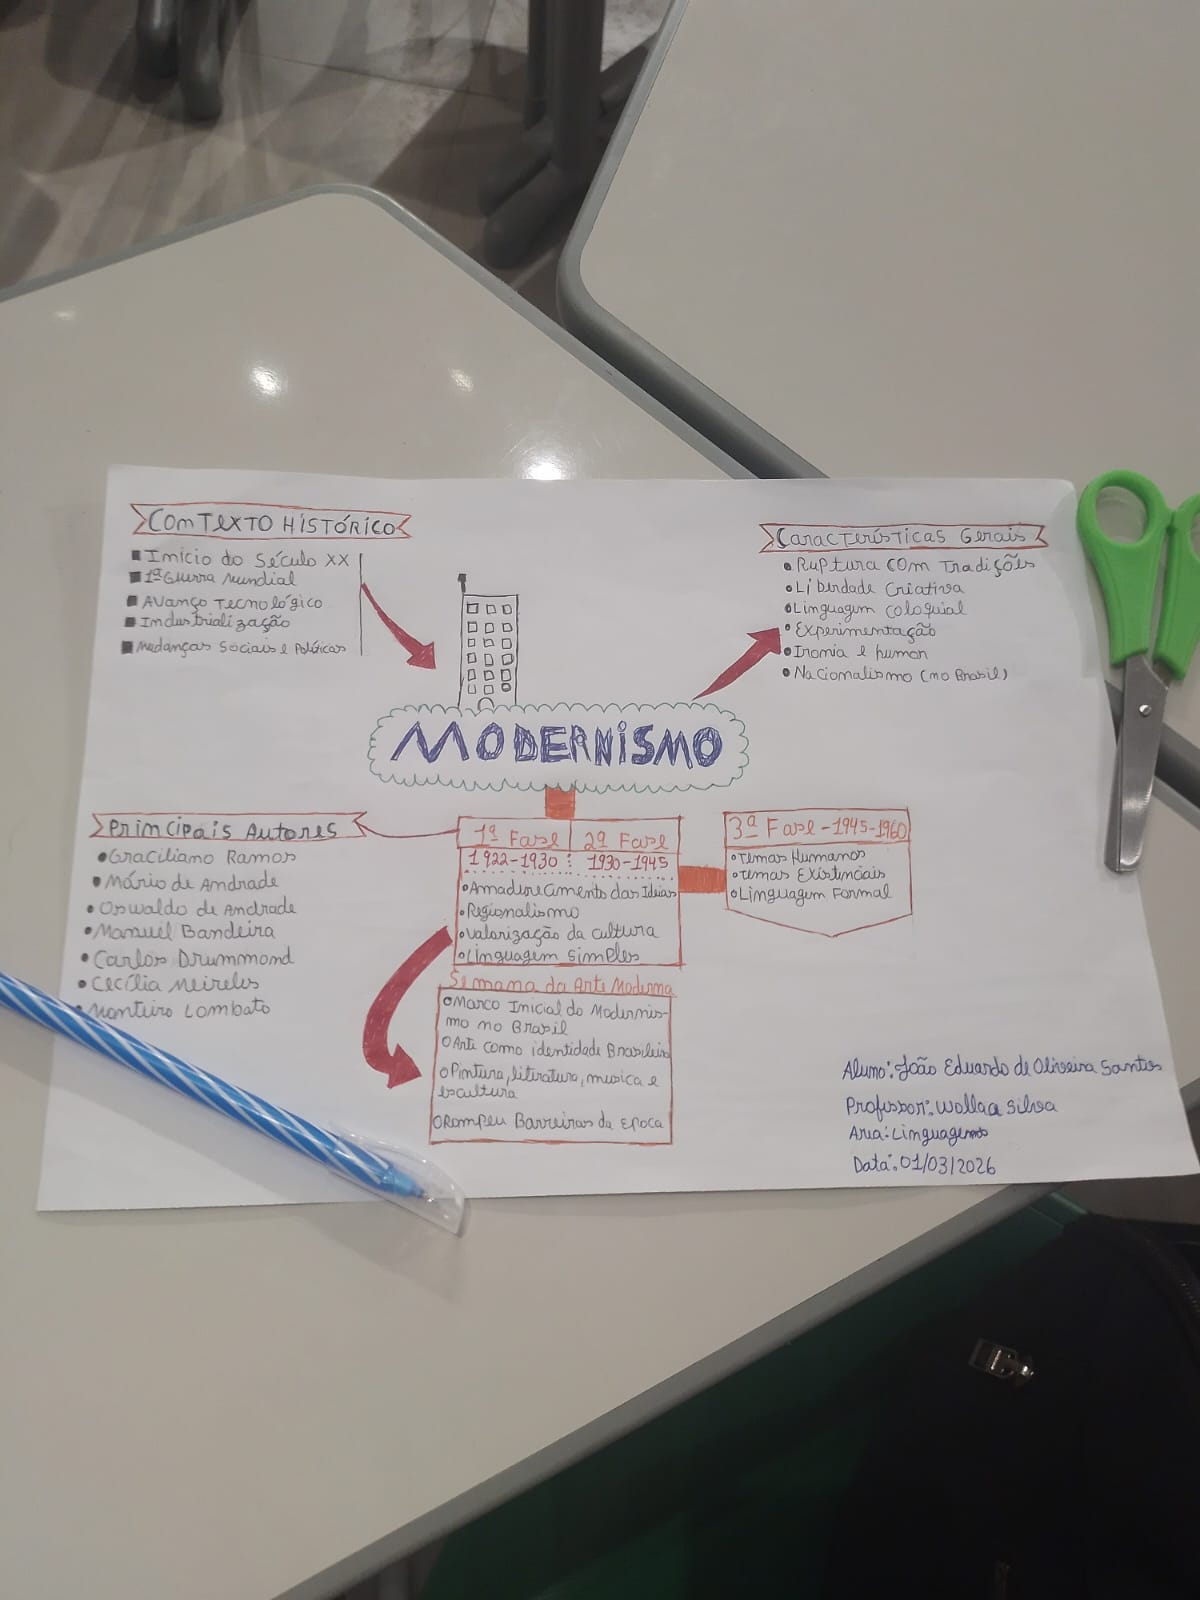 Contexto Histórico
Início do Século XX
1ª Guerra Mundial
Avanço Tecnológico
Industrialização
Mudanças Sociais e Políticas
Características Gerais
Ruptura com Tradições
Liberdade Criativa
Linguagem coloquial
Experimentação
Ironia e humor
Nacionalismo (no Brasil)
MODERNISMO
Principais Autores
Graciliano Ramos
Mário de Andrade
Oswaldo de Andrade
Manuel Bandeira
Carlos Drummond
Cecília Meireles
Monteiro Lombato
1ª Fase 2ª Fase
1922-1930 : 1930-1945
Amadurecimento das Ideias
Regionalismo
Valorização da cultura
Linguagem simples
3ª Fase-1945-1960
Temas Humanos
Temas Existenciais
Linguagem Formal
Semana da Arte Moderna
Marco Inicial do Modernis-
mo no Brasil
Arte como identidade Brasileira
Pintura, literatura, musica e
escultura
Rompeu Barreiras da Epoca
Aluno: João Eduardo de Oliveira Santos
Professor: Wallaa Silva
Area: Linguagens
Data: 01/03/2026